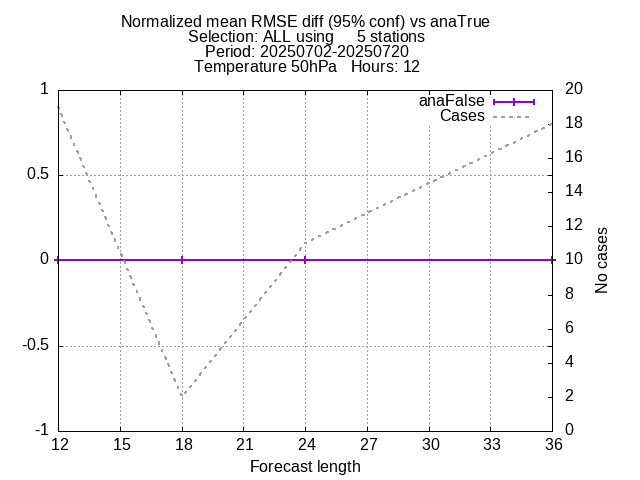 Normalized mean RMSE diff (95% conf) vs anaTrue
Selection: ALL using     5 stations
Period: 20250702-20250720
Temperature 50hPa   Hours: 12
anaFalse
Cases
1
0.5
0
-0.5
-1
20
18
16
14
12
10
8
6
4
2
0
No cases
12 15 18 21 24 27 30 33 36
Forecast length